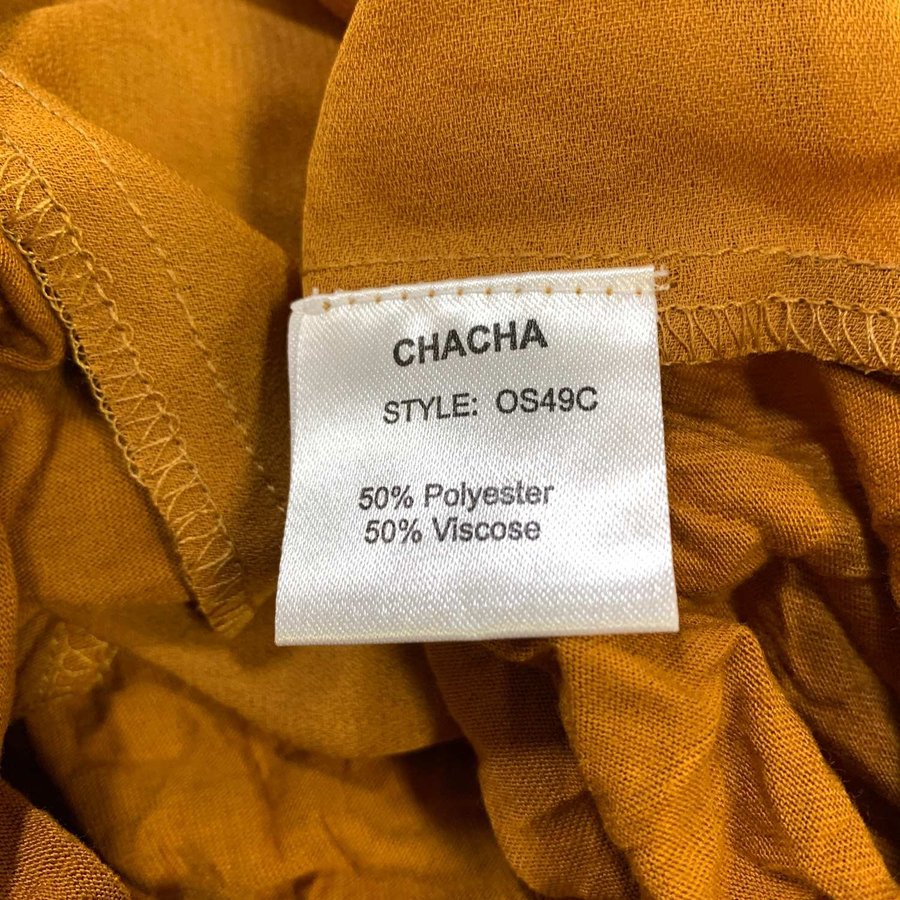 CHACHA
STYLE: OS49C
50% Polyester
50% Viscose